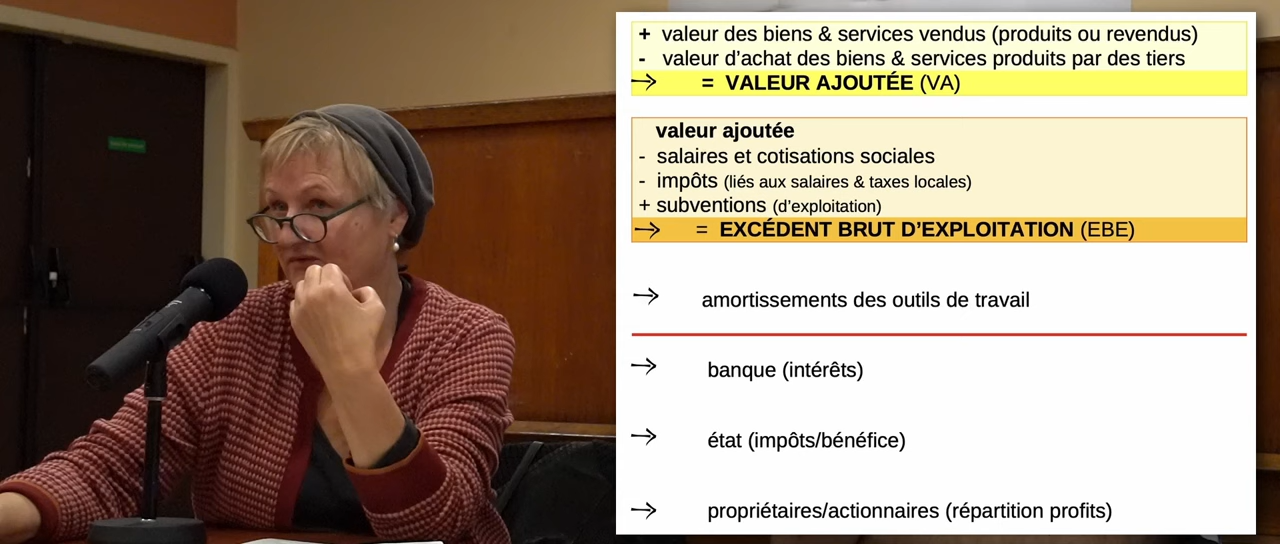 + valeur des biens & services vendus (produits ou revendus)
- valeur d’achat des biens & services produits par des tiers
→ = VALEUR AJOUTÉE (VA)
valeur ajoutée
- salaires et cotisations sociales
- impôts (liés aux salaires & taxes locales)
+ subventions (d’exploitation)
→ = EXCÉDENT BRUT D’EXPLOITATION (EBE)
→ amortissements des outils de travail
→ banque (intérêts)
→ état (impôts/bénéfice)
→ propriétaires/actionnaires (répartition profits)